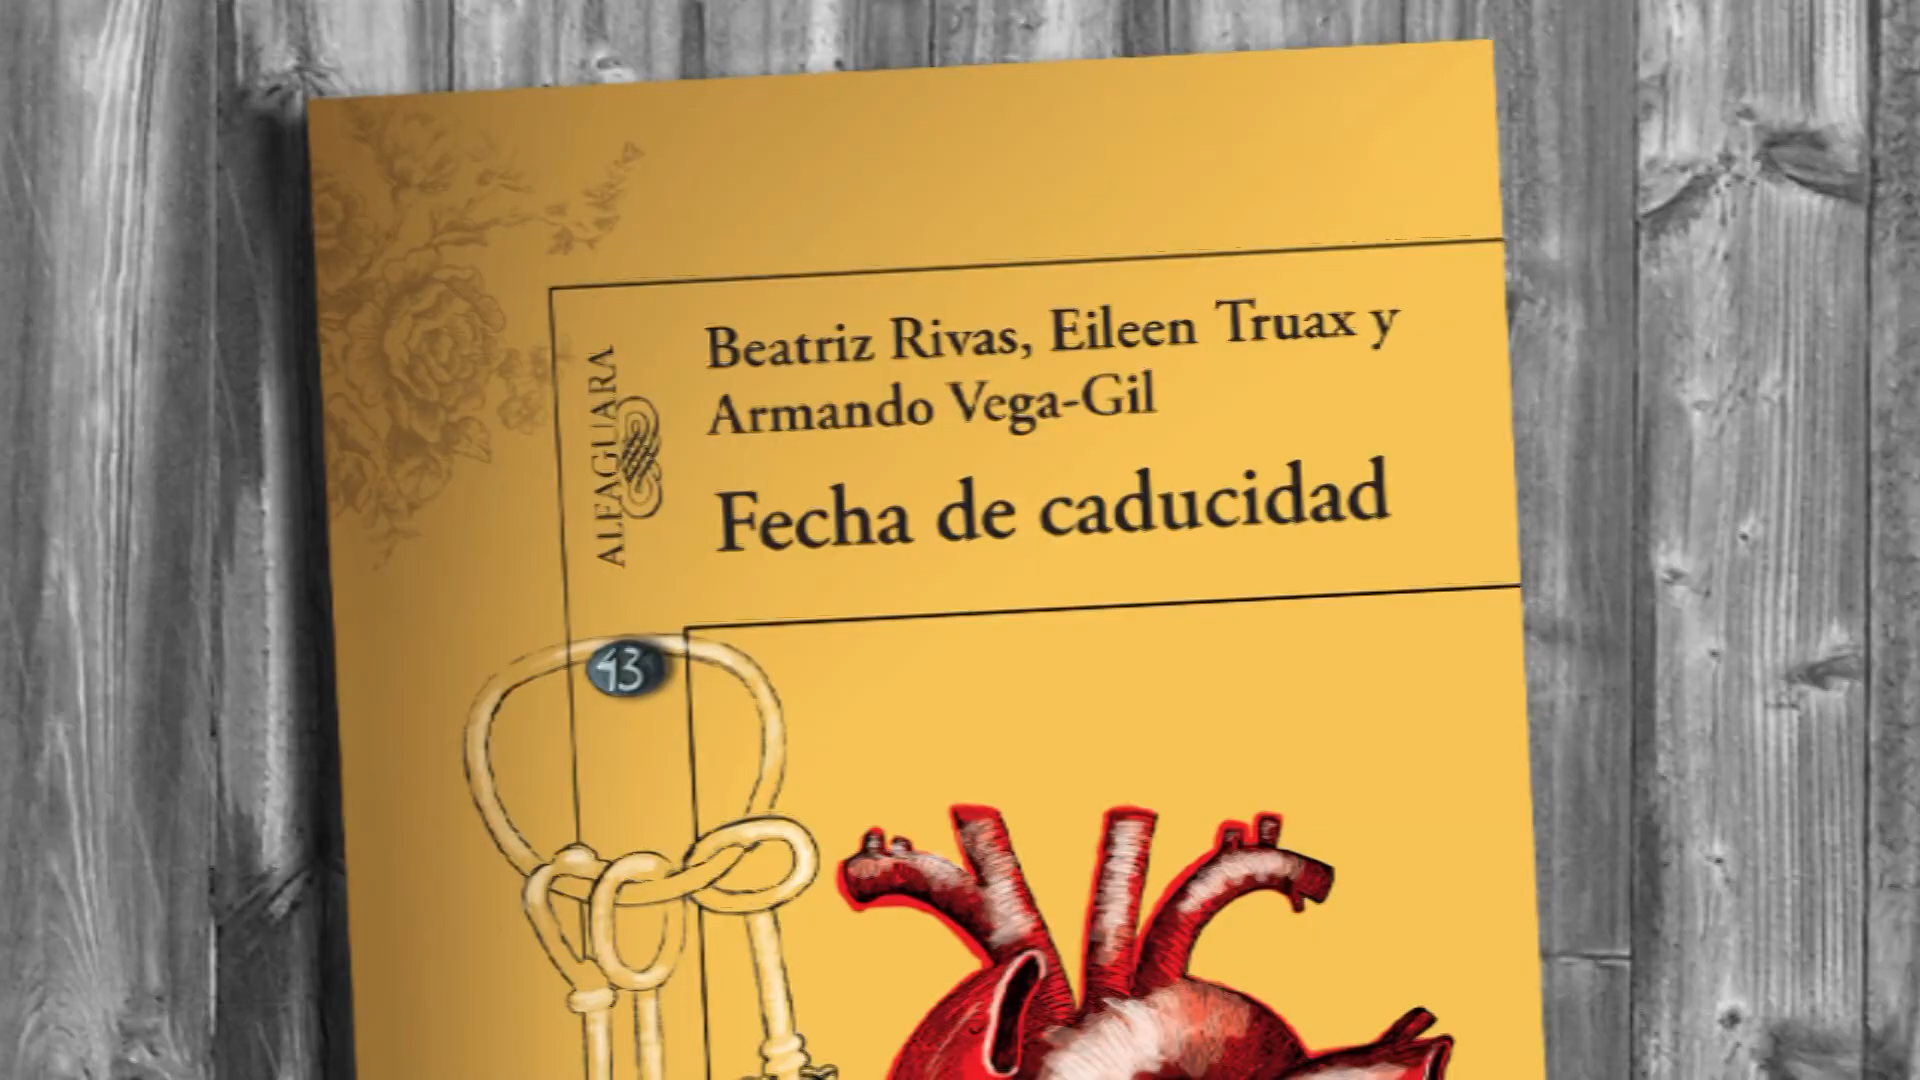 Beatriz Rivas, Eileen Truax y
Armando Vega-Gil
Fecha de caducidad
ALFAGUARA
43